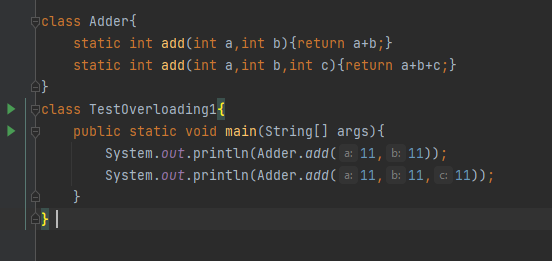 class Adder{
static int add(int a,int b){return a+b;}
static int add(int a,int b,int c){return a+b+c;}
}
class TestOverloading1{
public static void main(String[] args){
System.out.println(Adder.add( a: 11, b: 11));
System.out.println(Adder.add( a: 11, b: 11, c: 11));
}
}